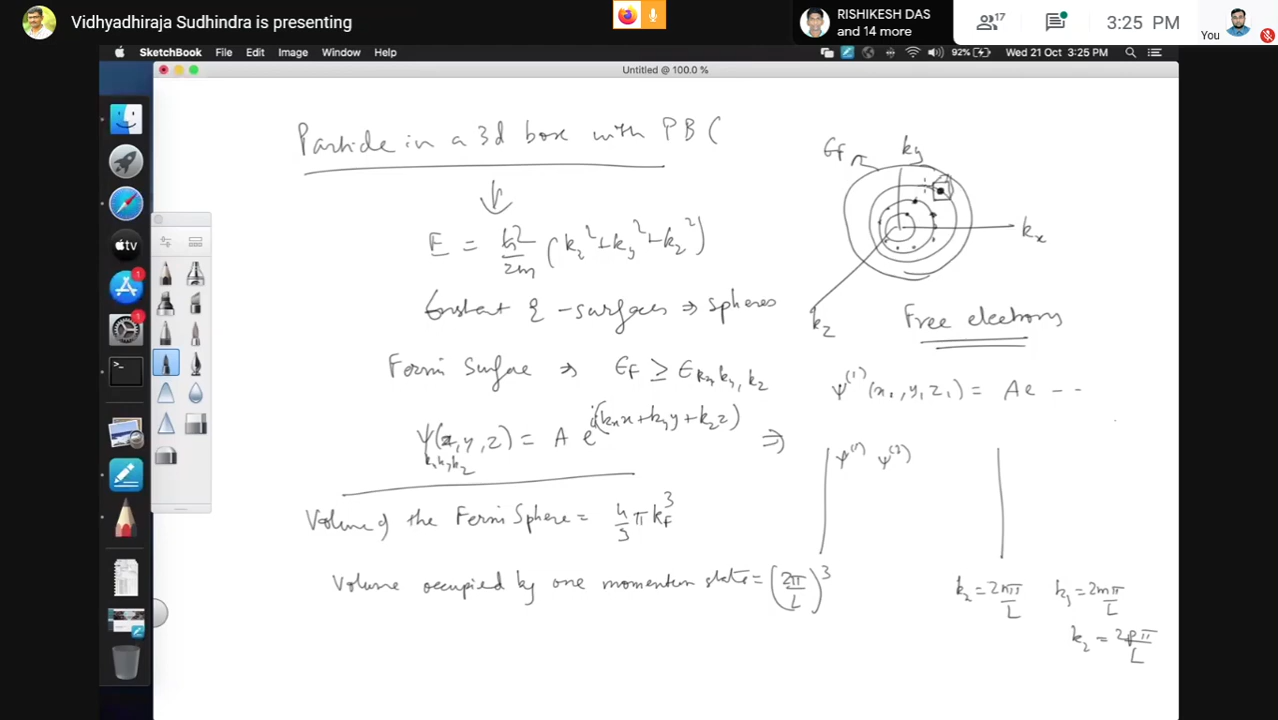 Vidhyadhiraja Sudhindra is presenting
RISHIKESH DAS
and 14 more
17
3:25 PM
You
SketchBook File Edit Image Window Help
92% Wed 21 Oct 3:25 PM
Untitled @ 100.0 %
Particle in a 3d box with PBC
E = ħ²/2m (kx² + ky² + kz²)
Constant E - surfaces ⇒ spheres
Fermi Surface ⇒ EF ≥ Ekx, ky, kz
ψ(x, y, z) = A e^i(kxx + kyy + kzz) ⇒
kx, ky, kz
Volume of the Fermi Sphere = 4/3 π kF³
Volume occupied by one momentum state = (2π/L)³
EF
ky
kx
kz
Free electrons
ψ⁽¹⁾(x₁, y₁ z₁) = Ae - -
ψ⁽¹⁾ ψ⁽²⁾
kx = 2nπ/L ky = 2mπ/L
kz = 2pπ/L
tv
1
1
>_